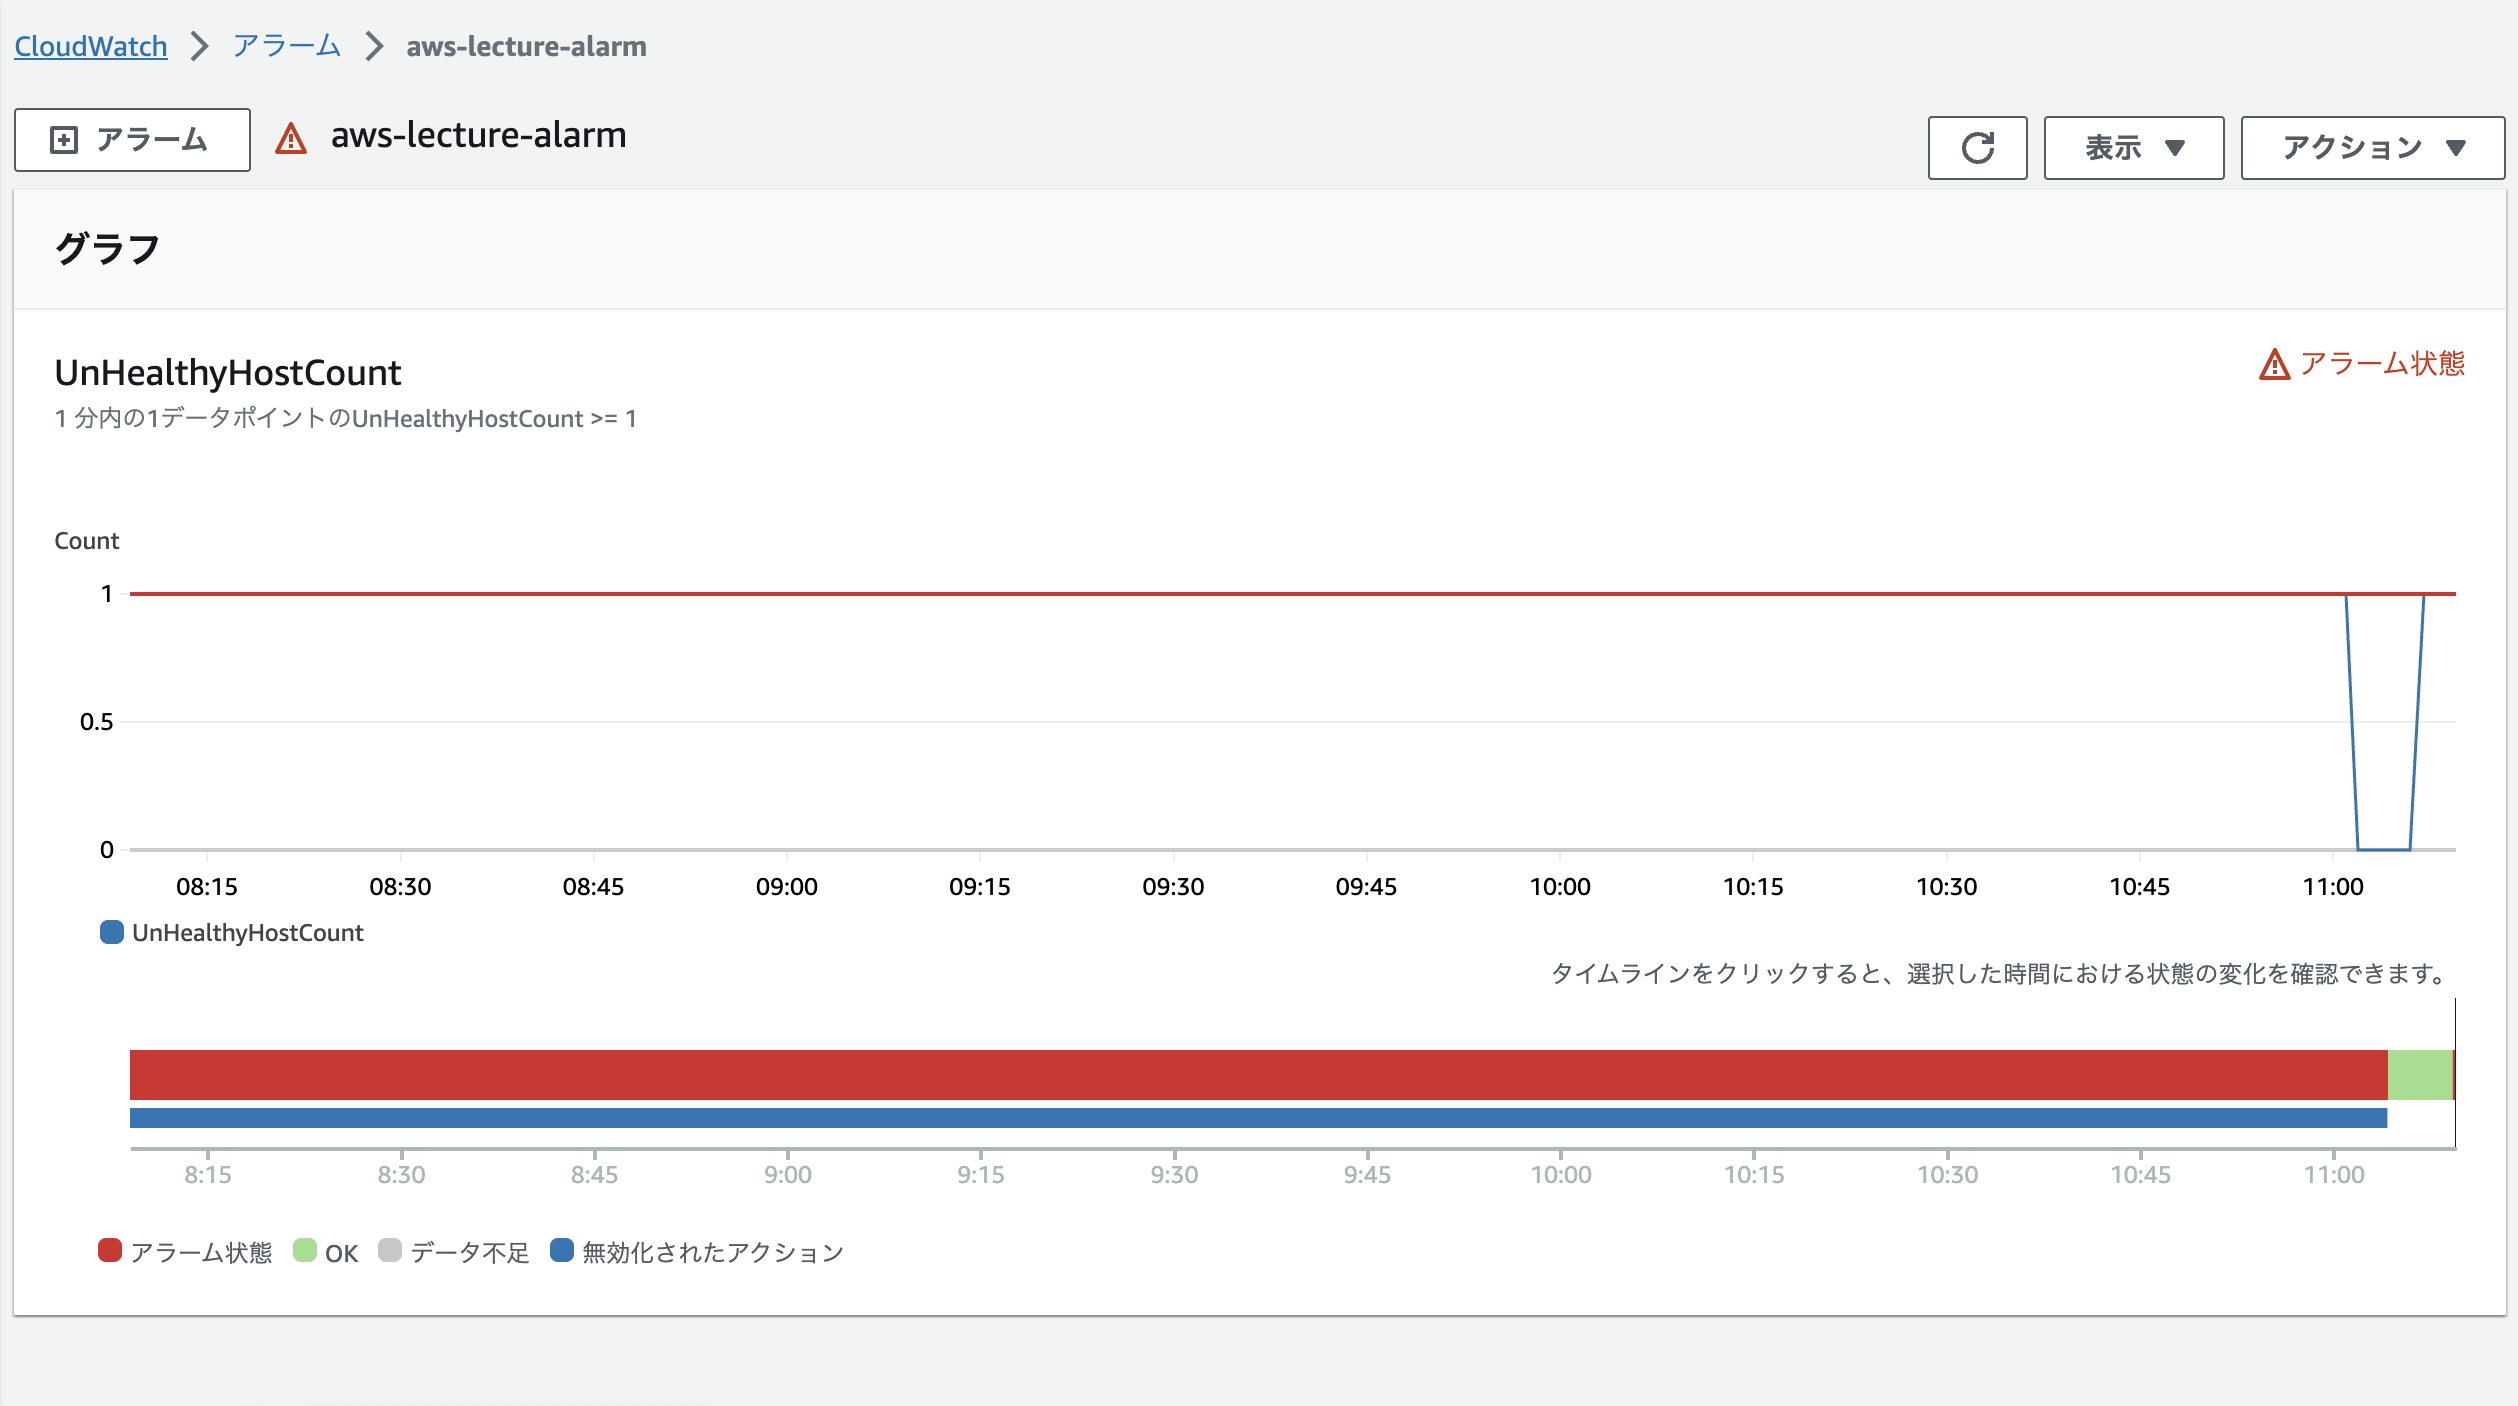 CloudWatch > アラーム > aws-lecture-alarm
アラーム
aws-lecture-alarm
表示 ▼
アクション ▼
グラフ
UnHealthyHostCount
アラーム状態
1 分内の1データポイントのUnHealthyHostCount >= 1
Count
1
0.5
0
08:15 08:30 08:45 09:00 09:15 09:30 09:45 10:00 10:15 10:30 10:45 11:00
UnHealthyHostCount
タイムラインをクリックすると、選択した時間における状態の変化を確認できます。
8:15 8:30 8:45 9:00 9:15 9:30 9:45 10:00 10:15 10:30 10:45 11:00
アラーム状態 OK データ不足 無効化されたアクション